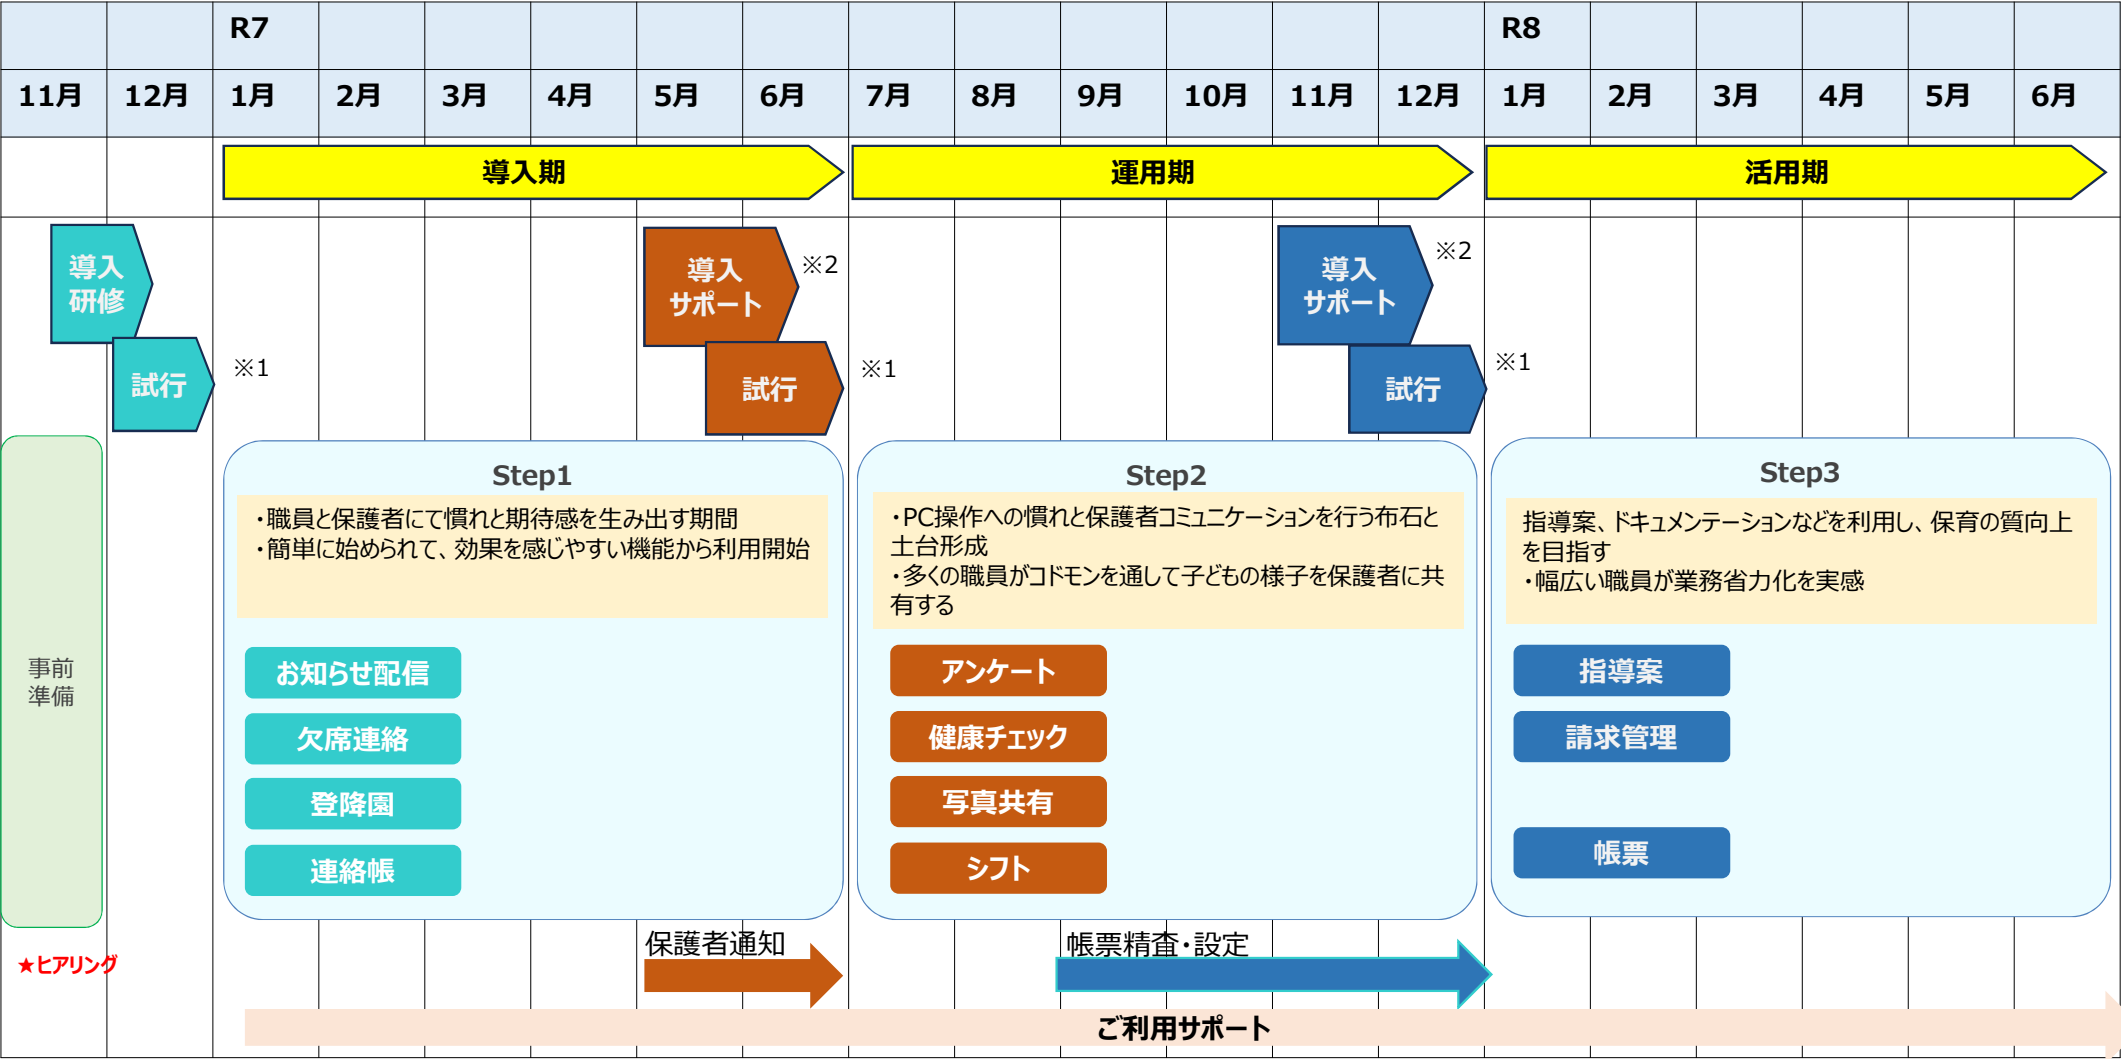 R7
R8
11月 12月 1月 2月 3月 4月 5月 6月 7月 8月 9月 10月 11月 12月 1月 2月 3月 4月 5月 6月
導入期
運用期
活用期
導入
研修
試行
※1
導入
サポート
※2
試行
※1
導入
サポート
※2
試行
※1
事前
準備
★ヒアリング
Step1
・職員と保護者にて慣れと期待感を生み出す期間
・簡単に始められて、効果を感じやすい機能から利用開始
お知らせ配信
欠席連絡
登降園
連絡帳
Step2
・PC操作への慣れと保護者コミュニケーションを行う布石と
土台形成
・多くの職員がコドモンを通して子どもの様子を保護者に共
有する
アンケート
健康チェック
写真共有
シフト
Step3
指導案、ドキュメンテーションなどを利用し、保育の質向上
を目指す
・幅広い職員が業務省力化を実感
指導案
請求管理
帳票
保護者通知
帳票精査・設定
ご利用サポート